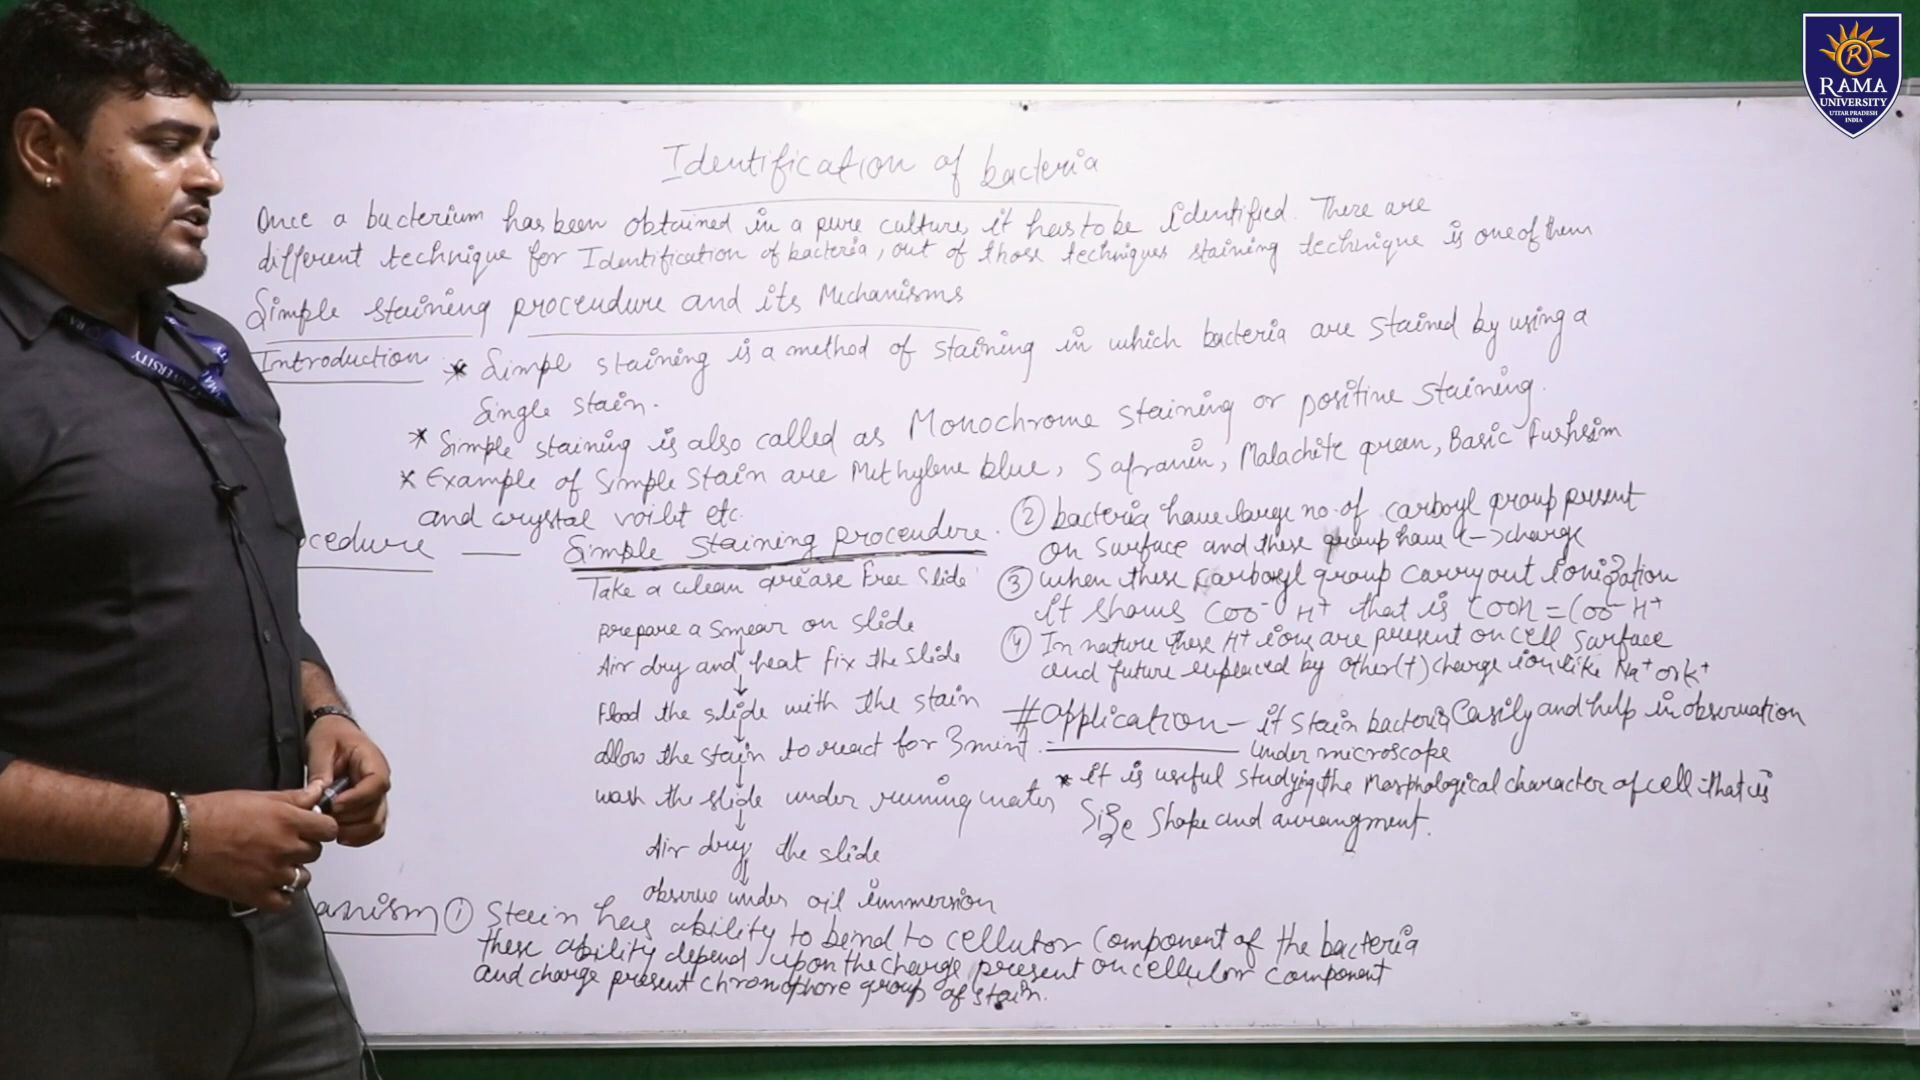 Identification of bacteria
Once a bacterium has been obtained in a pure culture, it has to be identified. There are
different technique for Identification of bacteria, out of those techniques staining technique is one of them
Simple staining procendure and its Mechanisms
Introduction * Simple staining is a method of staining in which bacteria are stained by using a
Single stain.
* Simple staining is also called as Monochrome staining or positive staining.
* Example of Simple Stain are Methylene blue, Safranin, Malachite green, Basic
and crystal etc.
ocedure — Simple Staining procendure.
Take a clean grease free slide
prepare a smear on slide
Air dry and heat fix the slide
Flood the slide with the stain
allow the stain to react for 3 mint.
wash the slide under running water
Air dry the slide
observe under oil immersion
② bacteria have large no. of carboyl group present
on surface and these group have (-) charge
③ when these carboxyl group carry out ionization
it shows COO⁻ H⁺ that is COOH = COO⁻ H⁺
④ In nature these H⁺ ions are present on cell surface
and future replaced by other (+) charge ion like Na⁺ or K⁺
# Application — it stain bacteria easily and help in observation
under microscope
* it is useful studying the Morphological character of cell that is
Size shape and arrangment.
anism ① Stain has ability to bind to cellular component of the bacteria
these ability depend upon the charge present on cellular component
and charge present chromophore group of stain.
RAMA
UNIVERSITY
UTTAR PRADESH
INDIA
VERSITY